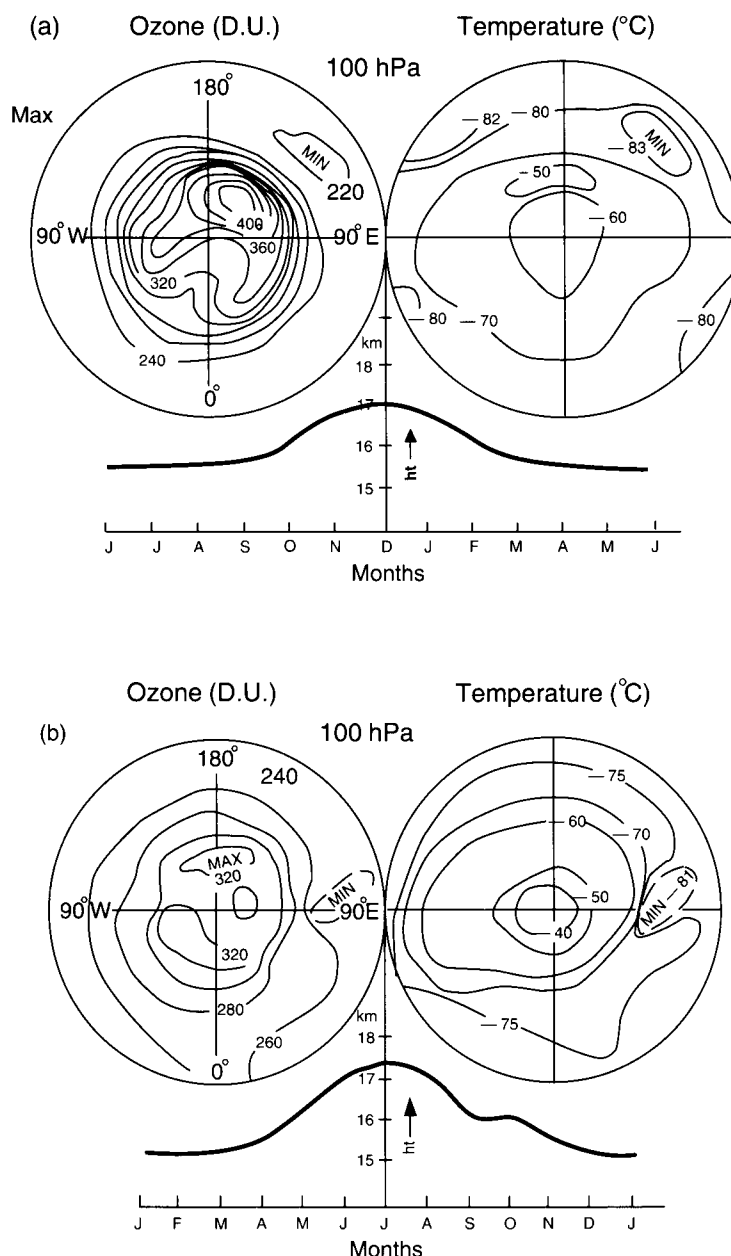 (a) Ozone (D.U.) Temperature (°C)
100 hPa
180°
Max
MIN
220
400
90°W
90°E
360
320
240
0°
– 82
– 80
MIN
– 83
– 50
– 60
– 80
– 70
– 80
km
18
17
16
15
ht
J J A S O N D J F M A M J
Months
Ozone (D.U.) Temperature (°C)
(b) 100 hPa
180°
240
MAX
320
MIN
90°W
90°E
320
280
260
0°
– 75
– 70
60
– 50
40
MIN – 81
– 75
km
18
17
16
15
ht
J F M A M J J A S O N D J
Months